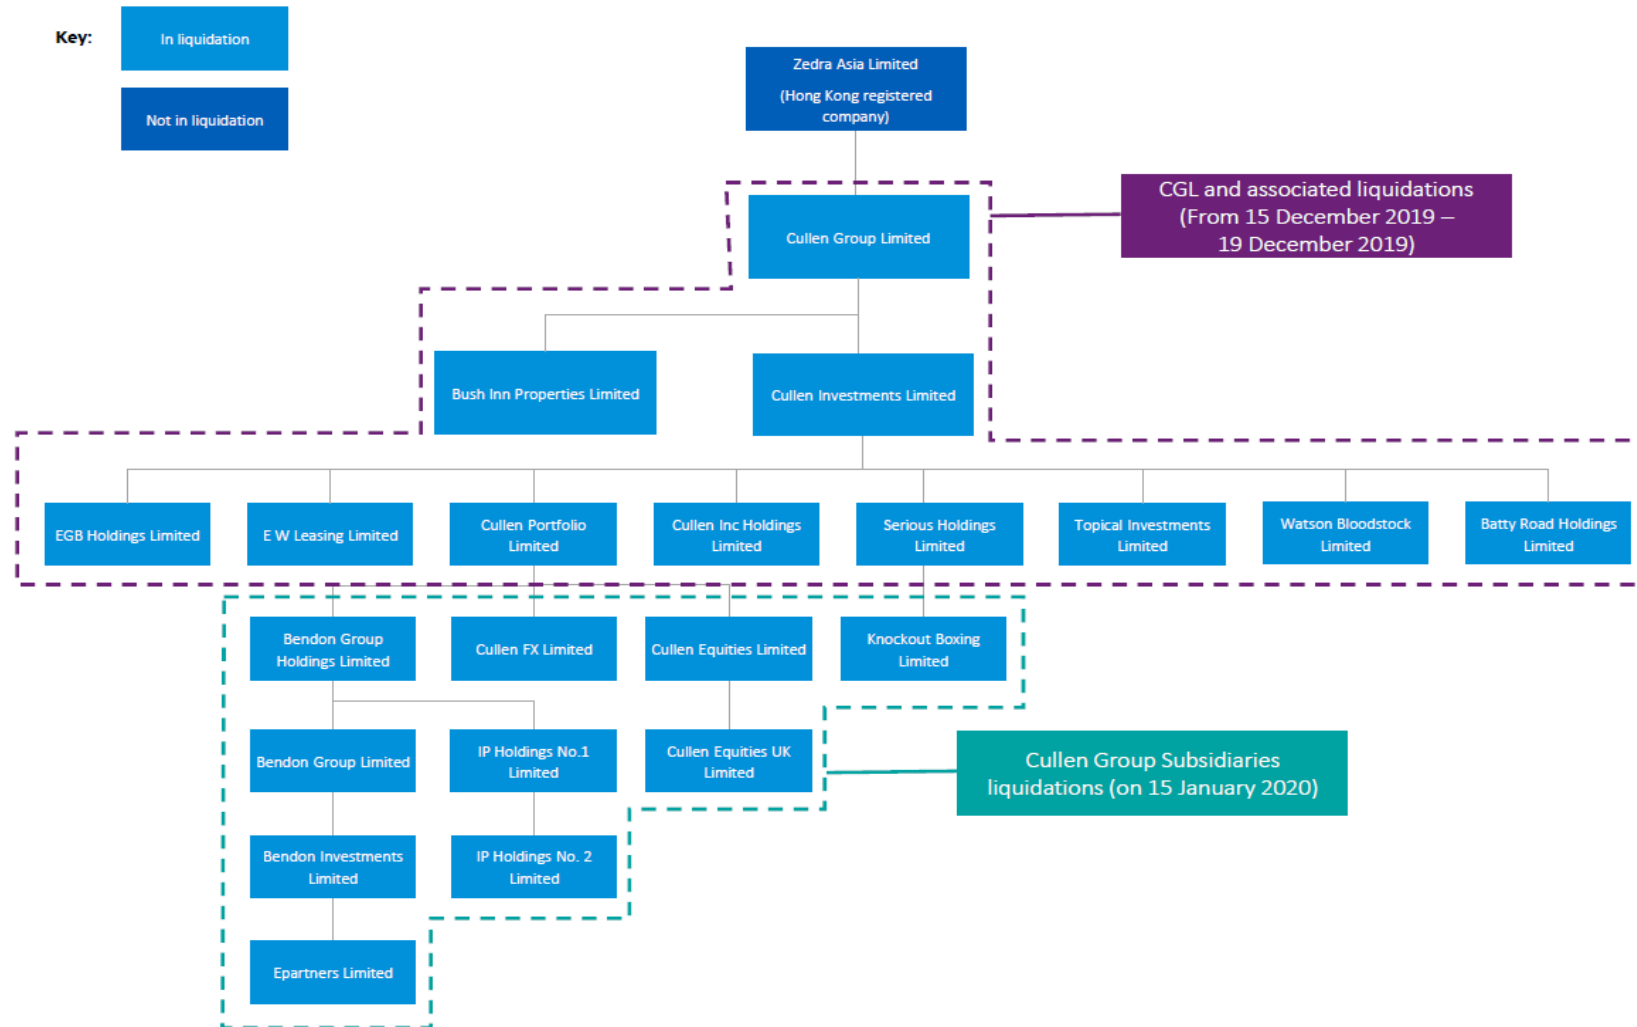 Key:
In liquidation
Not in liquidation
Zedra Asia Limited
(Hong Kong registered
company)
CGL and associated liquidations
(From 15 December 2019 –
19 December 2019)
Cullen Group Limited
Bush Inn Properties Limited
Cullen Investments Limited
EGB Holdings Limited
E W Leasing Limited
Cullen Portfolio
Limited
Cullen Inc Holdings
Limited
Serious Holdings
Limited
Topical Investments
Limited
Watson Bloodstock
Limited
Batty Road Holdings
Limited
Bendon Group
Holdings Limited
Cullen FX Limited
Cullen Equities Limited
Knockout Boxing
Limited
Bendon Group Limited
IP Holdings No.1
Limited
Cullen Equities UK
Limited
Cullen Group Subsidiaries
liquidations (on 15 January 2020)
Bendon Investments
Limited
IP Holdings No. 2
Limited
Epartners Limited